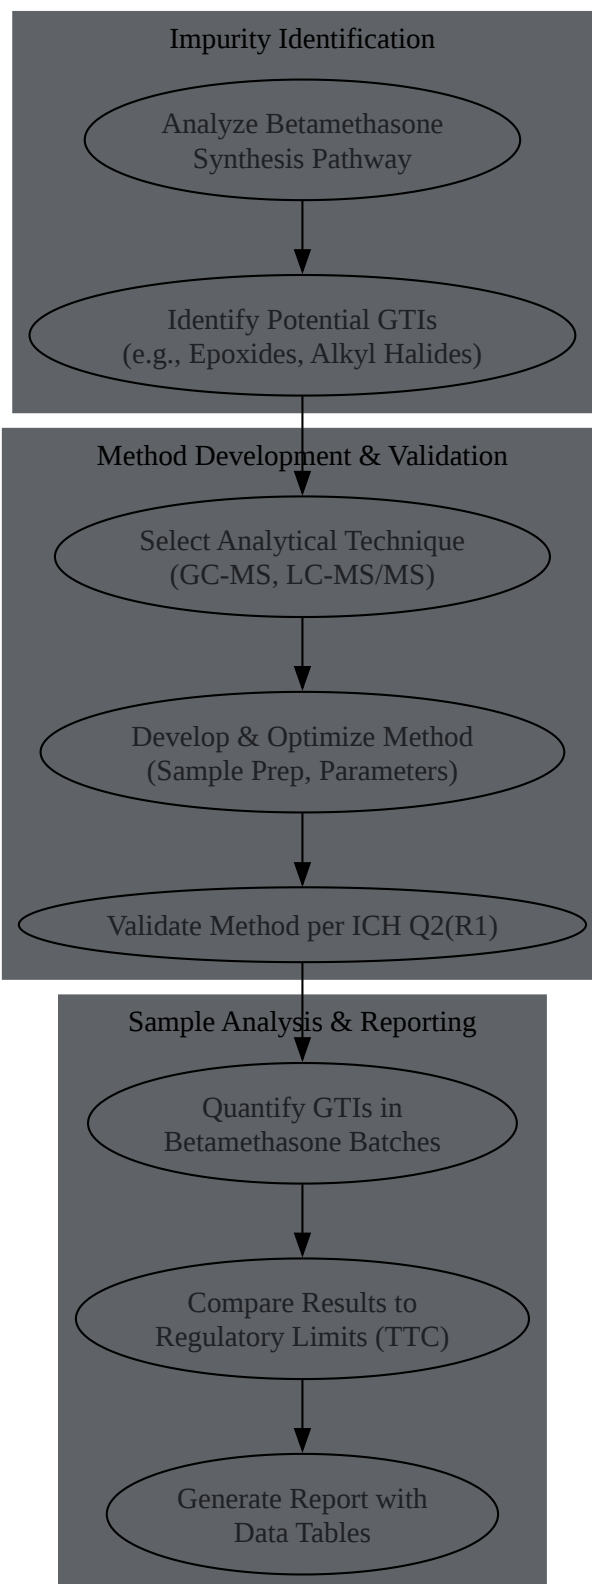 Impurity Identification
Analyze Betamethasone
Synthesis Pathway
Identify Potential GTIs
(e.g., Epoxides, Alkyl Halides)
Method Development & Validation
Select Analytical Technique
(GC-MS, LC-MS/MS)
Develop & Optimize Method
(Sample Prep, Parameters)
Validate Method per ICH Q2(R1)
Sample Analysis & Reporting
Quantify GTIs in
Betamethasone Batches
Compare Results to
Regulatory Limits (TTC)
Generate Report with
Data Tables